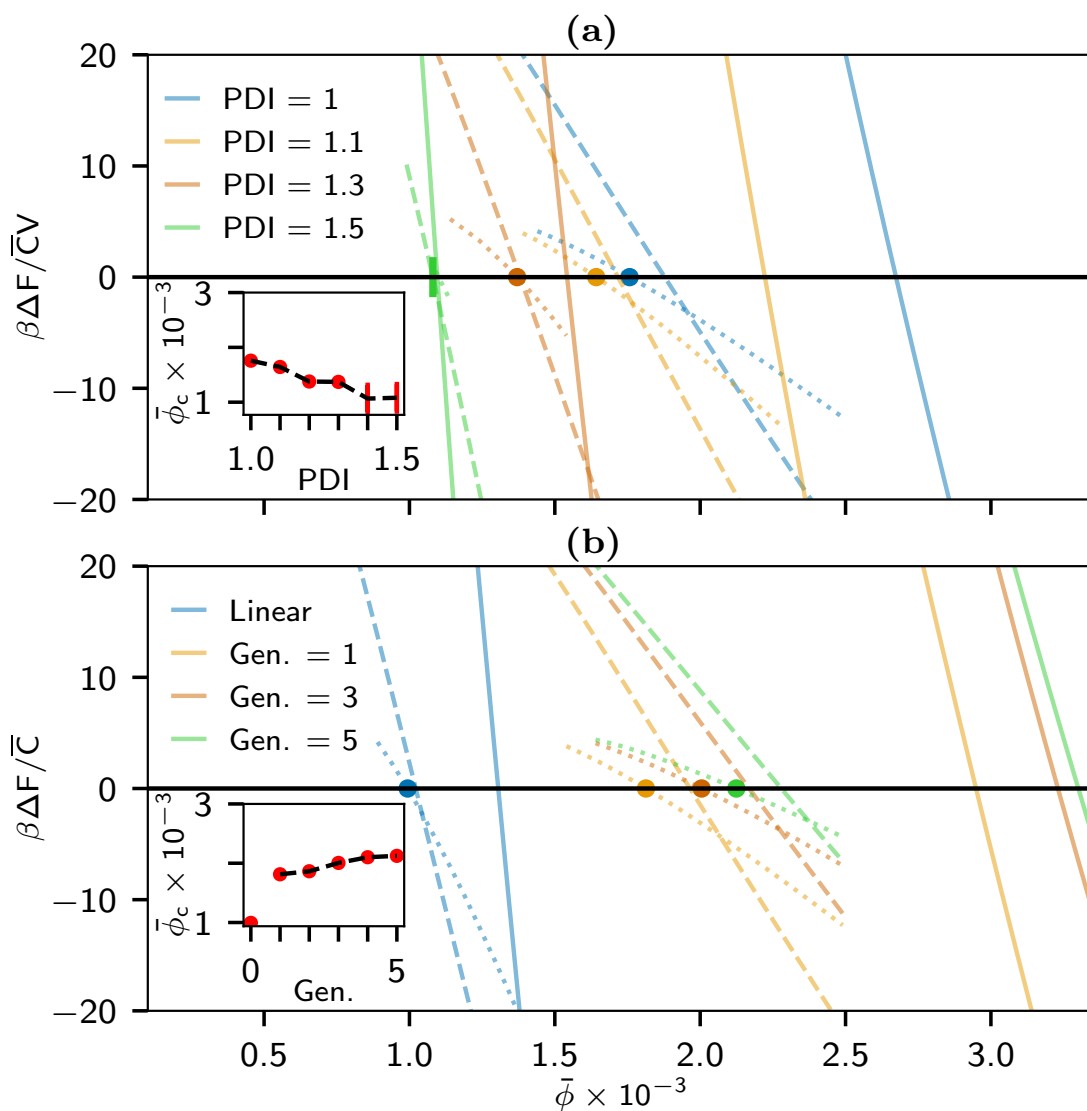 (a)
20
10
0
−10
−20
βΔF/C̅V
PDI = 1
PDI = 1.1
PDI = 1.3
PDI = 1.5
3
1
ϕ̄c × 10⁻³
1.0 1.5
PDI
(b)
20
10
0
−10
−20
βΔF/C̅
Linear
Gen. = 1
Gen. = 3
Gen. = 5
3
1
ϕ̄c × 10⁻³
0 5
Gen.
0.5 1.0 1.5 2.0 2.5 3.0
ϕ̄ × 10⁻³